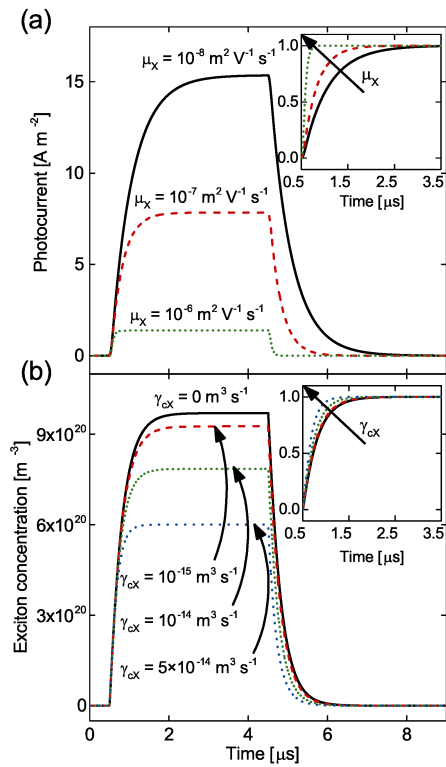 (a)
μX = 10-8 m2 V-1 s-1
μX = 10-7 m2 V-1 s-1
μX = 10-6 m2 V-1 s-1
Photocurrent [A m-2]
15
10
5
0
1.0
0.5
0.0
μX
0.5 1.5 2.5 3.5
Time [μs]
(b)
γcX = 0 m3 s-1
γcX = 10-15 m3 s-1
γcX = 10-14 m3 s-1
γcX = 5×10-14 m3 s-1
Exciton concentration [m-3]
9x1020
6x1020
3x1020
0
1.0
0.5
0.0
γcX
0.5 1.5 2.5 3.5
Time [μs]
0 2 4 6 8
Time [μs]